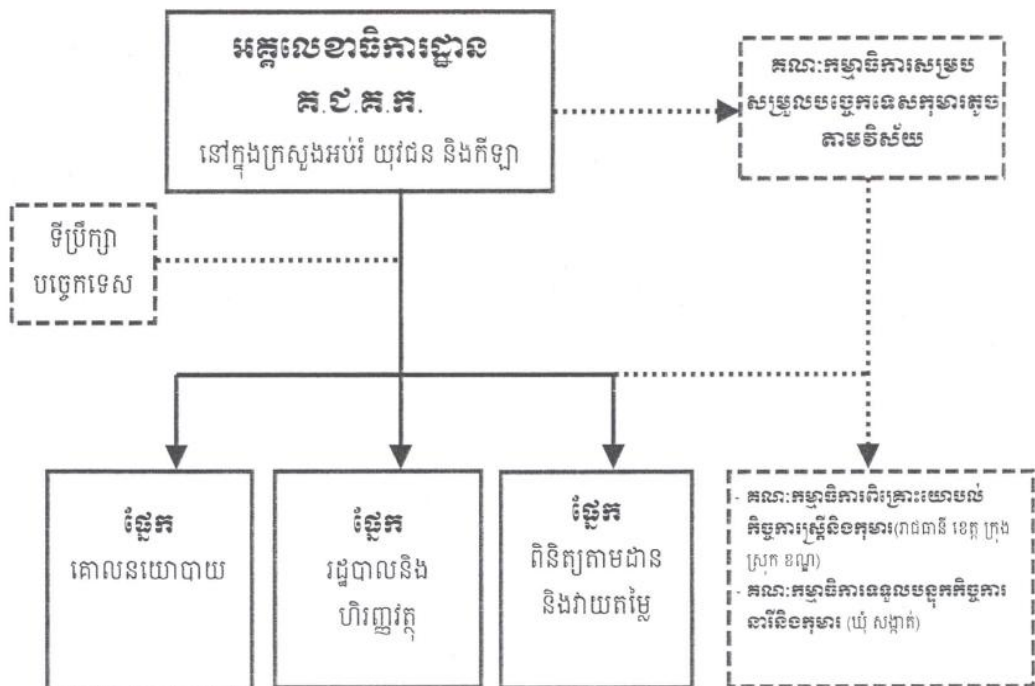 អគ្គលេខាធិការដ្ឋាន
គ.ជ.គ.ក.
នៅក្នុងក្រសួងអប់រំ យុវជន និងកីឡា
គណៈកម្មាធិការសម្រប
សម្រួលបច្ចេកទេសកុមារតូច
តាមវិស័យ
ទីប្រឹក្សា
បច្ចេកទេស
ផ្នែក
គោលនយោបាយ
ផ្នែក
រដ្ឋបាលនិង
ហិរញ្ញវត្ថុ
ផ្នែក
ពិនិត្យតាមដាន
និងវាយតម្លៃ
- គណៈកម្មាធិការពិគ្រោះយោបល់
កិច្ចការស្ត្រីនិងកុមារ(រាជធានី ខេត្ត ក្រុង
ស្រុក ខណ្ឌ)
- គណៈកម្មាធិការទទួលបន្ទុកកិច្ចការ
នារីនិងកុមារ (ឃុំ សង្កាត់)